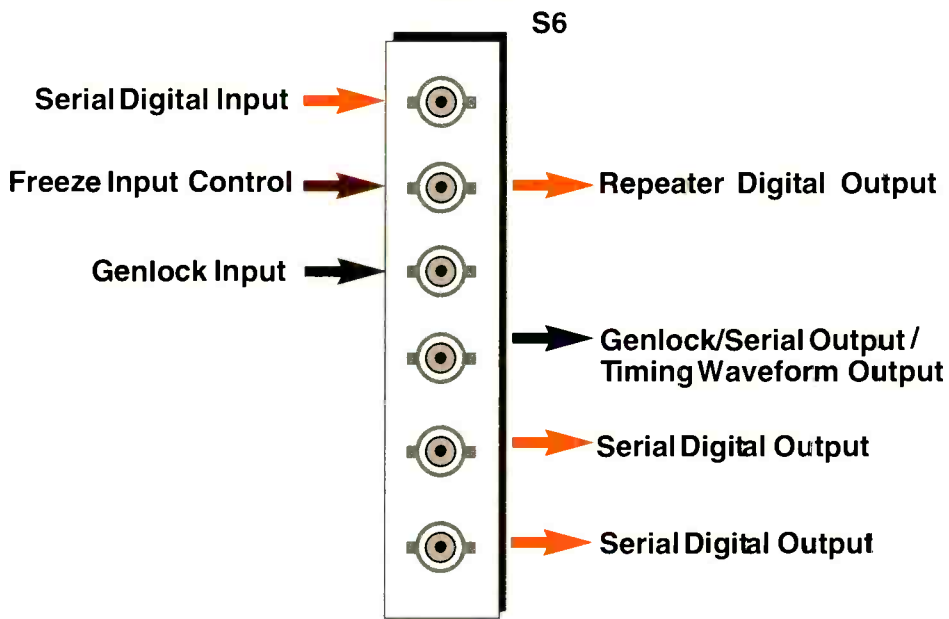 S6
Serial Digital Input
Freeze Input Control
Repeater Digital Output
Genlock Input
Genlock/Serial Output /
Timing Waveform Output
Serial Digital Output
Serial Digital Output